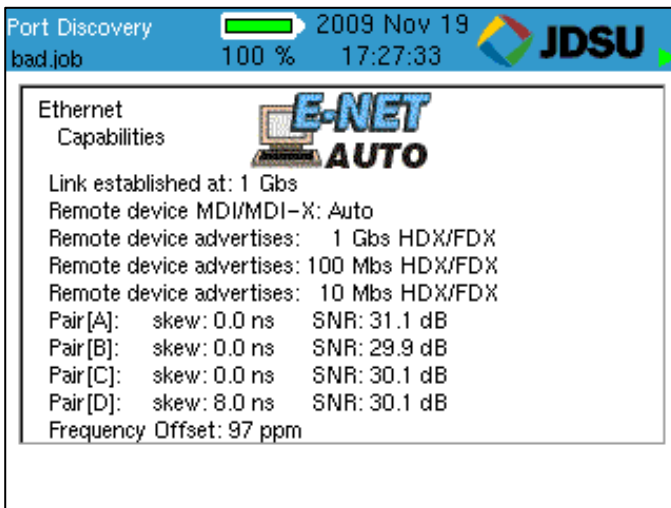 Port Discovery
bad.job
100 %
2009 Nov 19
17:27:33
JDSU
Ethernet
Capabilities
E-NET
AUTO
Link established at: 1 Gbs
Remote device MDI/MDI-X: Auto
Remote device advertises: 1 Gbs HDX/FDX
Remote device advertises: 100 Mbs HDX/FDX
Remote device advertises: 10 Mbs HDX/FDX
Pair[A]: skew: 0.0 ns SNR: 31.1 dB
Pair[B]: skew: 0.0 ns SNR: 29.9 dB
Pair[C]: skew: 0.0 ns SNR: 30.1 dB
Pair[D]: skew: 8.0 ns SNR: 30.1 dB
Frequency Offset: 97 ppm